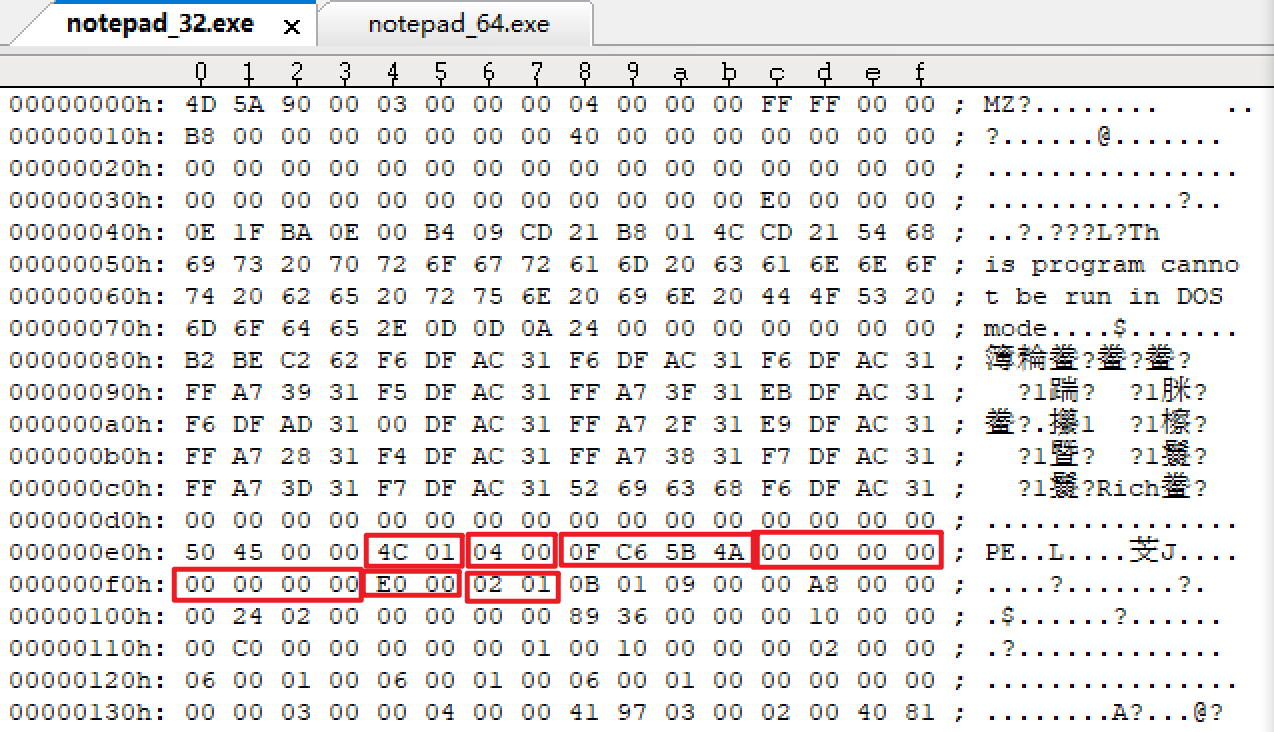 notepad_32.exe × notepad_64.exe
0 1 2 3 4 5 6 7 8 9 a b c d e f
00000000h: 4D 5A 90 00 03 00 00 00 04 00 00 00 FF FF 00 00 ; MZ?........ ..
00000010h: B8 00 00 00 00 00 00 00 40 00 00 00 00 00 00 00 ; ?......@.......
00000020h: 00 00 00 00 00 00 00 00 00 00 00 00 00 00 00 00 ; ................
00000030h: 00 00 00 00 00 00 00 00 00 00 00 00 E0 00 00 00 ; ............?..
00000040h: 0E 1F BA 0E 00 B4 09 CD 21 B8 01 4C CD 21 54 68 ; ..?.???L?Th
00000050h: 69 73 20 70 72 6F 67 72 61 6D 20 63 61 6E 6E 6F ; is program canno
00000060h: 74 20 62 65 20 72 75 6E 20 69 6E 20 44 4F 53 20 ; t be run in DOS
00000070h: 6D 6F 64 65 2E 0D 0D 0A 24 00 00 00 00 00 00 00 ; mode....$.......
00000080h: B2 BE C2 62 F6 DF AC 31 F6 DF AC 31 F6 DF AC 31 ; 簿耣霾?霾?霾?
00000090h: FF A7 39 31 F5 DF AC 31 FF A7 3F 31 EB DF AC 31 ; ?1踹? ?1脒?
000000a0h: F6 DF AD 31 00 DF AC 31 FF A7 2F 31 E9 DF AC 31 ; ?.攥1 ?1檫?
000000b0h: FF A7 28 31 F4 DF AC 31 FF A7 38 31 F7 DF AC 31 ; ?1? ?1?
000000c0h: FF A7 3D 31 F7 DF AC 31 52 69 63 68 F6 DF AC 31 ; ?1?Rich?
000000d0h: 00 00 00 00 00 00 00 00 00 00 00 00 00 00 00 00 ; ................
000000e0h: 50 45 00 00 4C 01 04 00 0F C6 5B 4A 00 00 00 00 ; PE..L....芠J....
000000f0h: 00 00 00 00 E0 00 02 01 0B 01 09 00 00 A8 00 00 ; ....?.......?.
00000100h: 00 24 02 00 00 00 00 00 89 36 00 00 00 10 00 00 ; .$......?......
00000110h: 00 C0 00 00 00 00 00 01 00 10 00 00 00 02 00 00 ; .?.............
00000120h: 06 00 01 00 06 00 01 00 06 00 01 00 00 00 00 00 ; ................
00000130h: 00 00 03 00 00 04 00 00 41 97 03 00 02 00 40 81 ; ........A?...@?